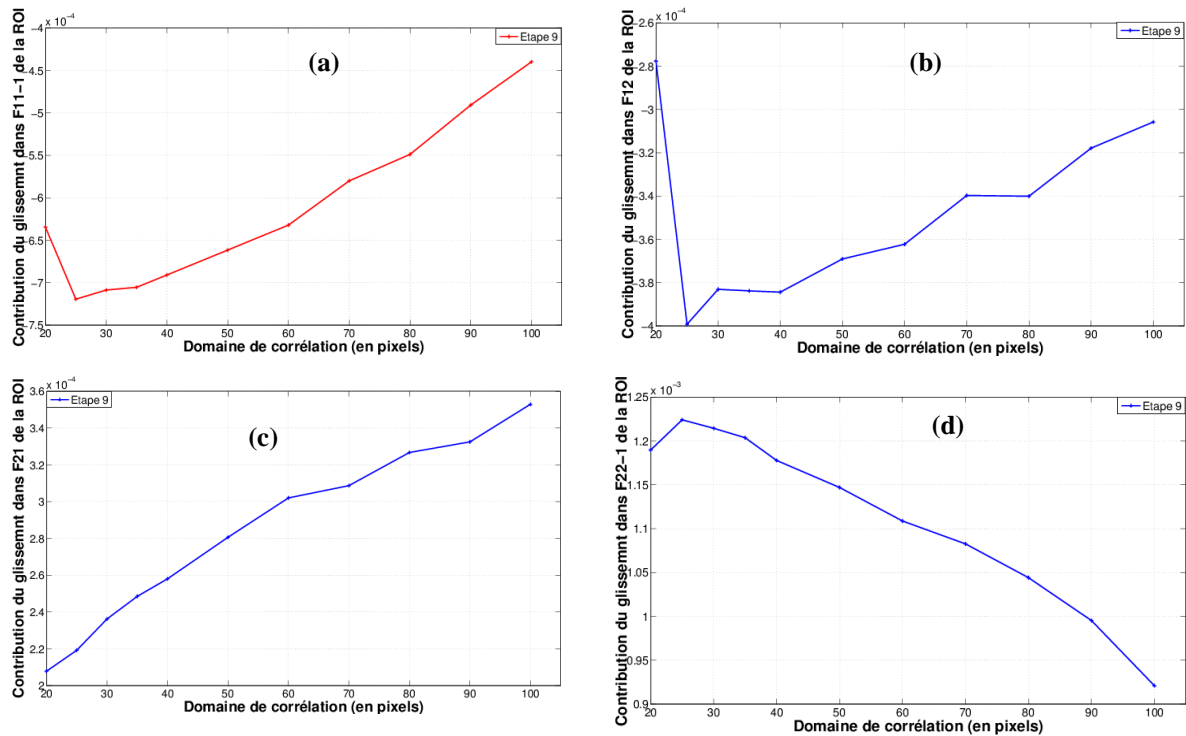 x 10⁻⁴
-4
-4.5
-5
-5.5
-6
-6.5
-7
-7.5
Contribution du glissemnt dans F11-1 de la ROI
(a)
Etape 9
20 30 40 50 60 70 80 90 100
Domaine de corrélation (en pixels)
x 10⁻⁴
-2.6
-2.8
-3
-3.2
-3.4
-3.6
-3.8
-4
Contribution du glissemnt dans F12 de la ROI
(b)
Etape 9
20 30 40 50 60 70 80 90 100
Domaine de corrélation (en pixels)
x 10⁻⁴
3.6
3.4
3.2
3
2.8
2.6
2.4
2.2
2
Contribution du glissemnt dans F21 de la ROI
Etape 9
(c)
20 30 40 50 60 70 80 90 100
Domaine de corrélation (en pixels)
x 10⁻³
1.25
1.2
1.15
1.1
1.05
1
0.95
0.9
Contribution du glissemnt dans F22-1 de la ROI
(d)
Etape 9
20 30 40 50 60 70 80 90 100
Domaine de corrélation (en pixels)